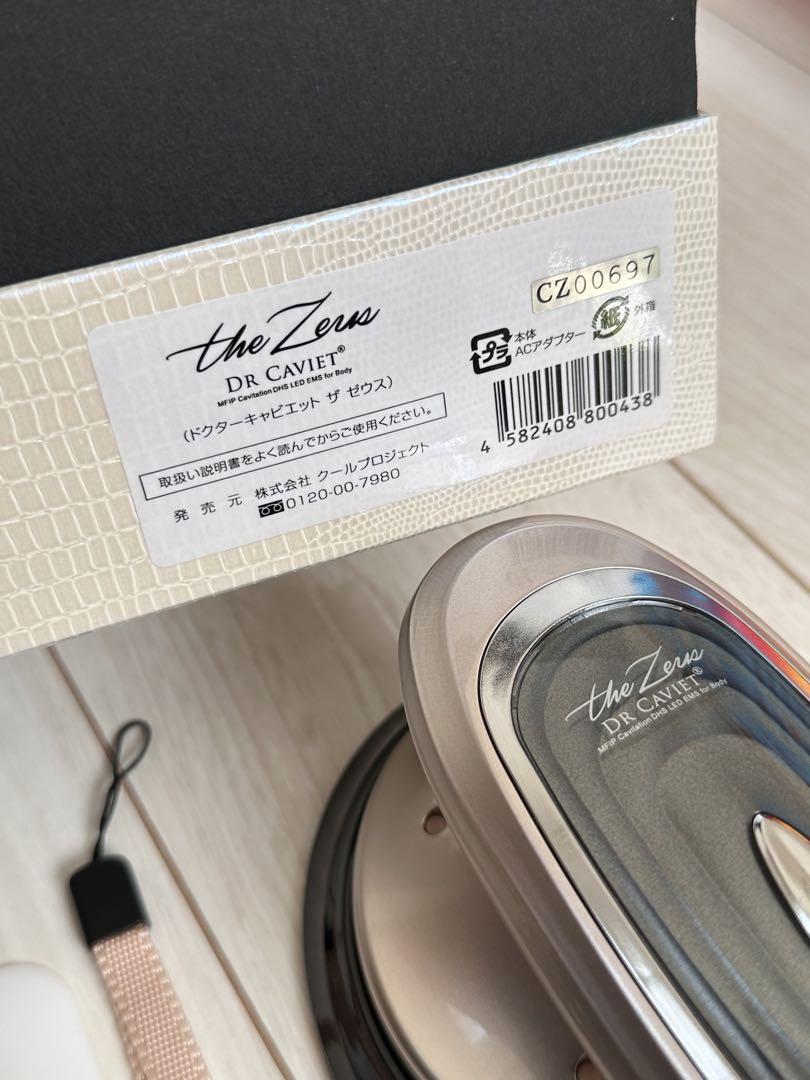 the Zeus
DR CAVIET®
MFIP Cavitation DHS LED EMS for Body
(ドクターキャビエット ザ ゼウス)
取扱い説明書をよく読んでからご使用ください。
発売元 株式会社 クールプロジェクト
0120-00-7980
CZ00697
プラ
本体
ACアダプター
紙
外箱
4 582408 800438
the Zeus
DR CAVIET®
MFIP Cavitation DHS LED EMS for Body